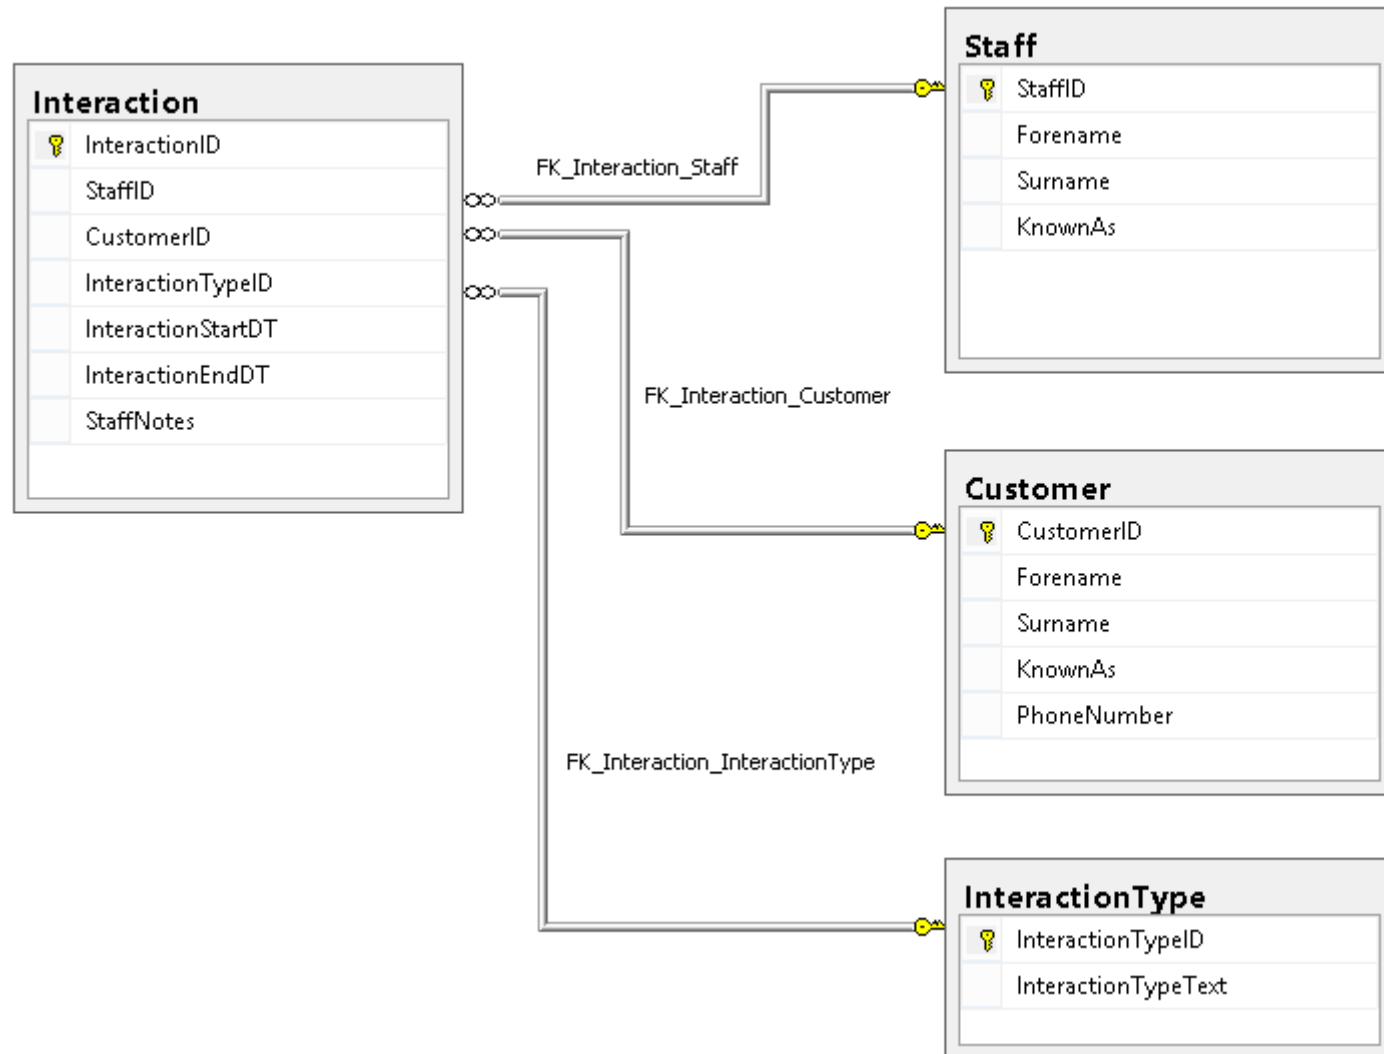 Interaction
InteractionID
StaffID
CustomerID
InteractionTypeID
InteractionStartDT
InteractionEndDT
StaffNotes
FK_Interaction_Staff
FK_Interaction_Customer
FK_Interaction_InteractionType
Staff
StaffID
Forename
Surname
KnownAs
Customer
CustomerID
Forename
Surname
KnownAs
PhoneNumber
InteractionType
InteractionTypeID
InteractionTypeText